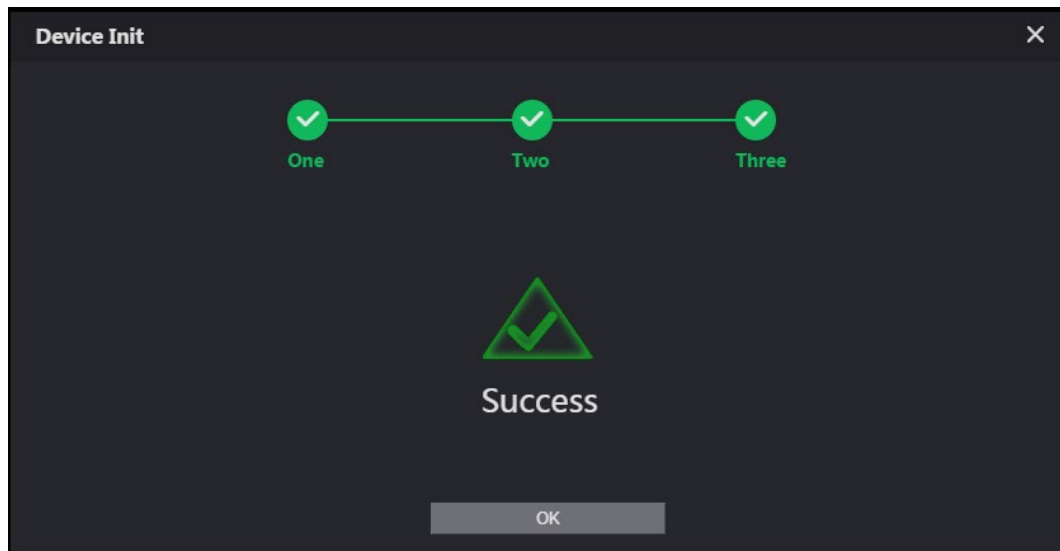 Device Init
One
Two
Three
Success
OK